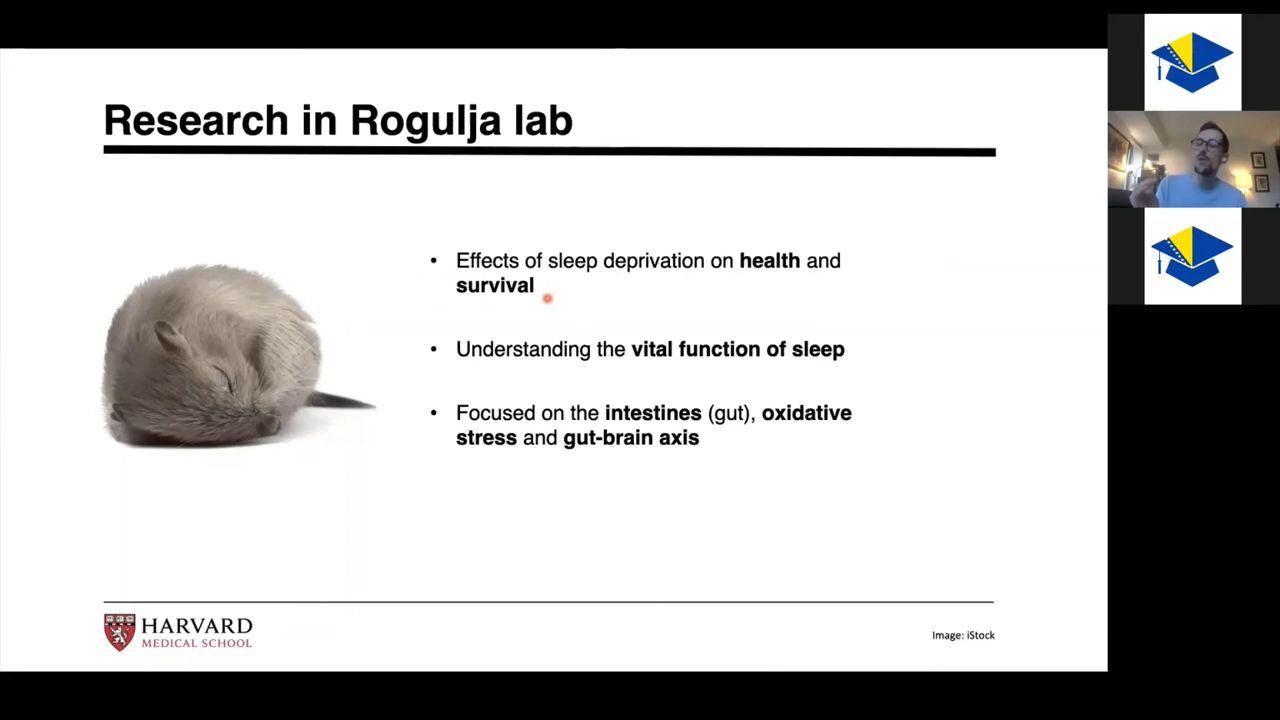 Research in Rogulja lab
• Effects of sleep deprivation on health and
survival
• Understanding the vital function of sleep
• Focused on the intestines (gut), oxidative
stress and gut-brain axis
HARVARD
MEDICAL SCHOOL
Image: iStock